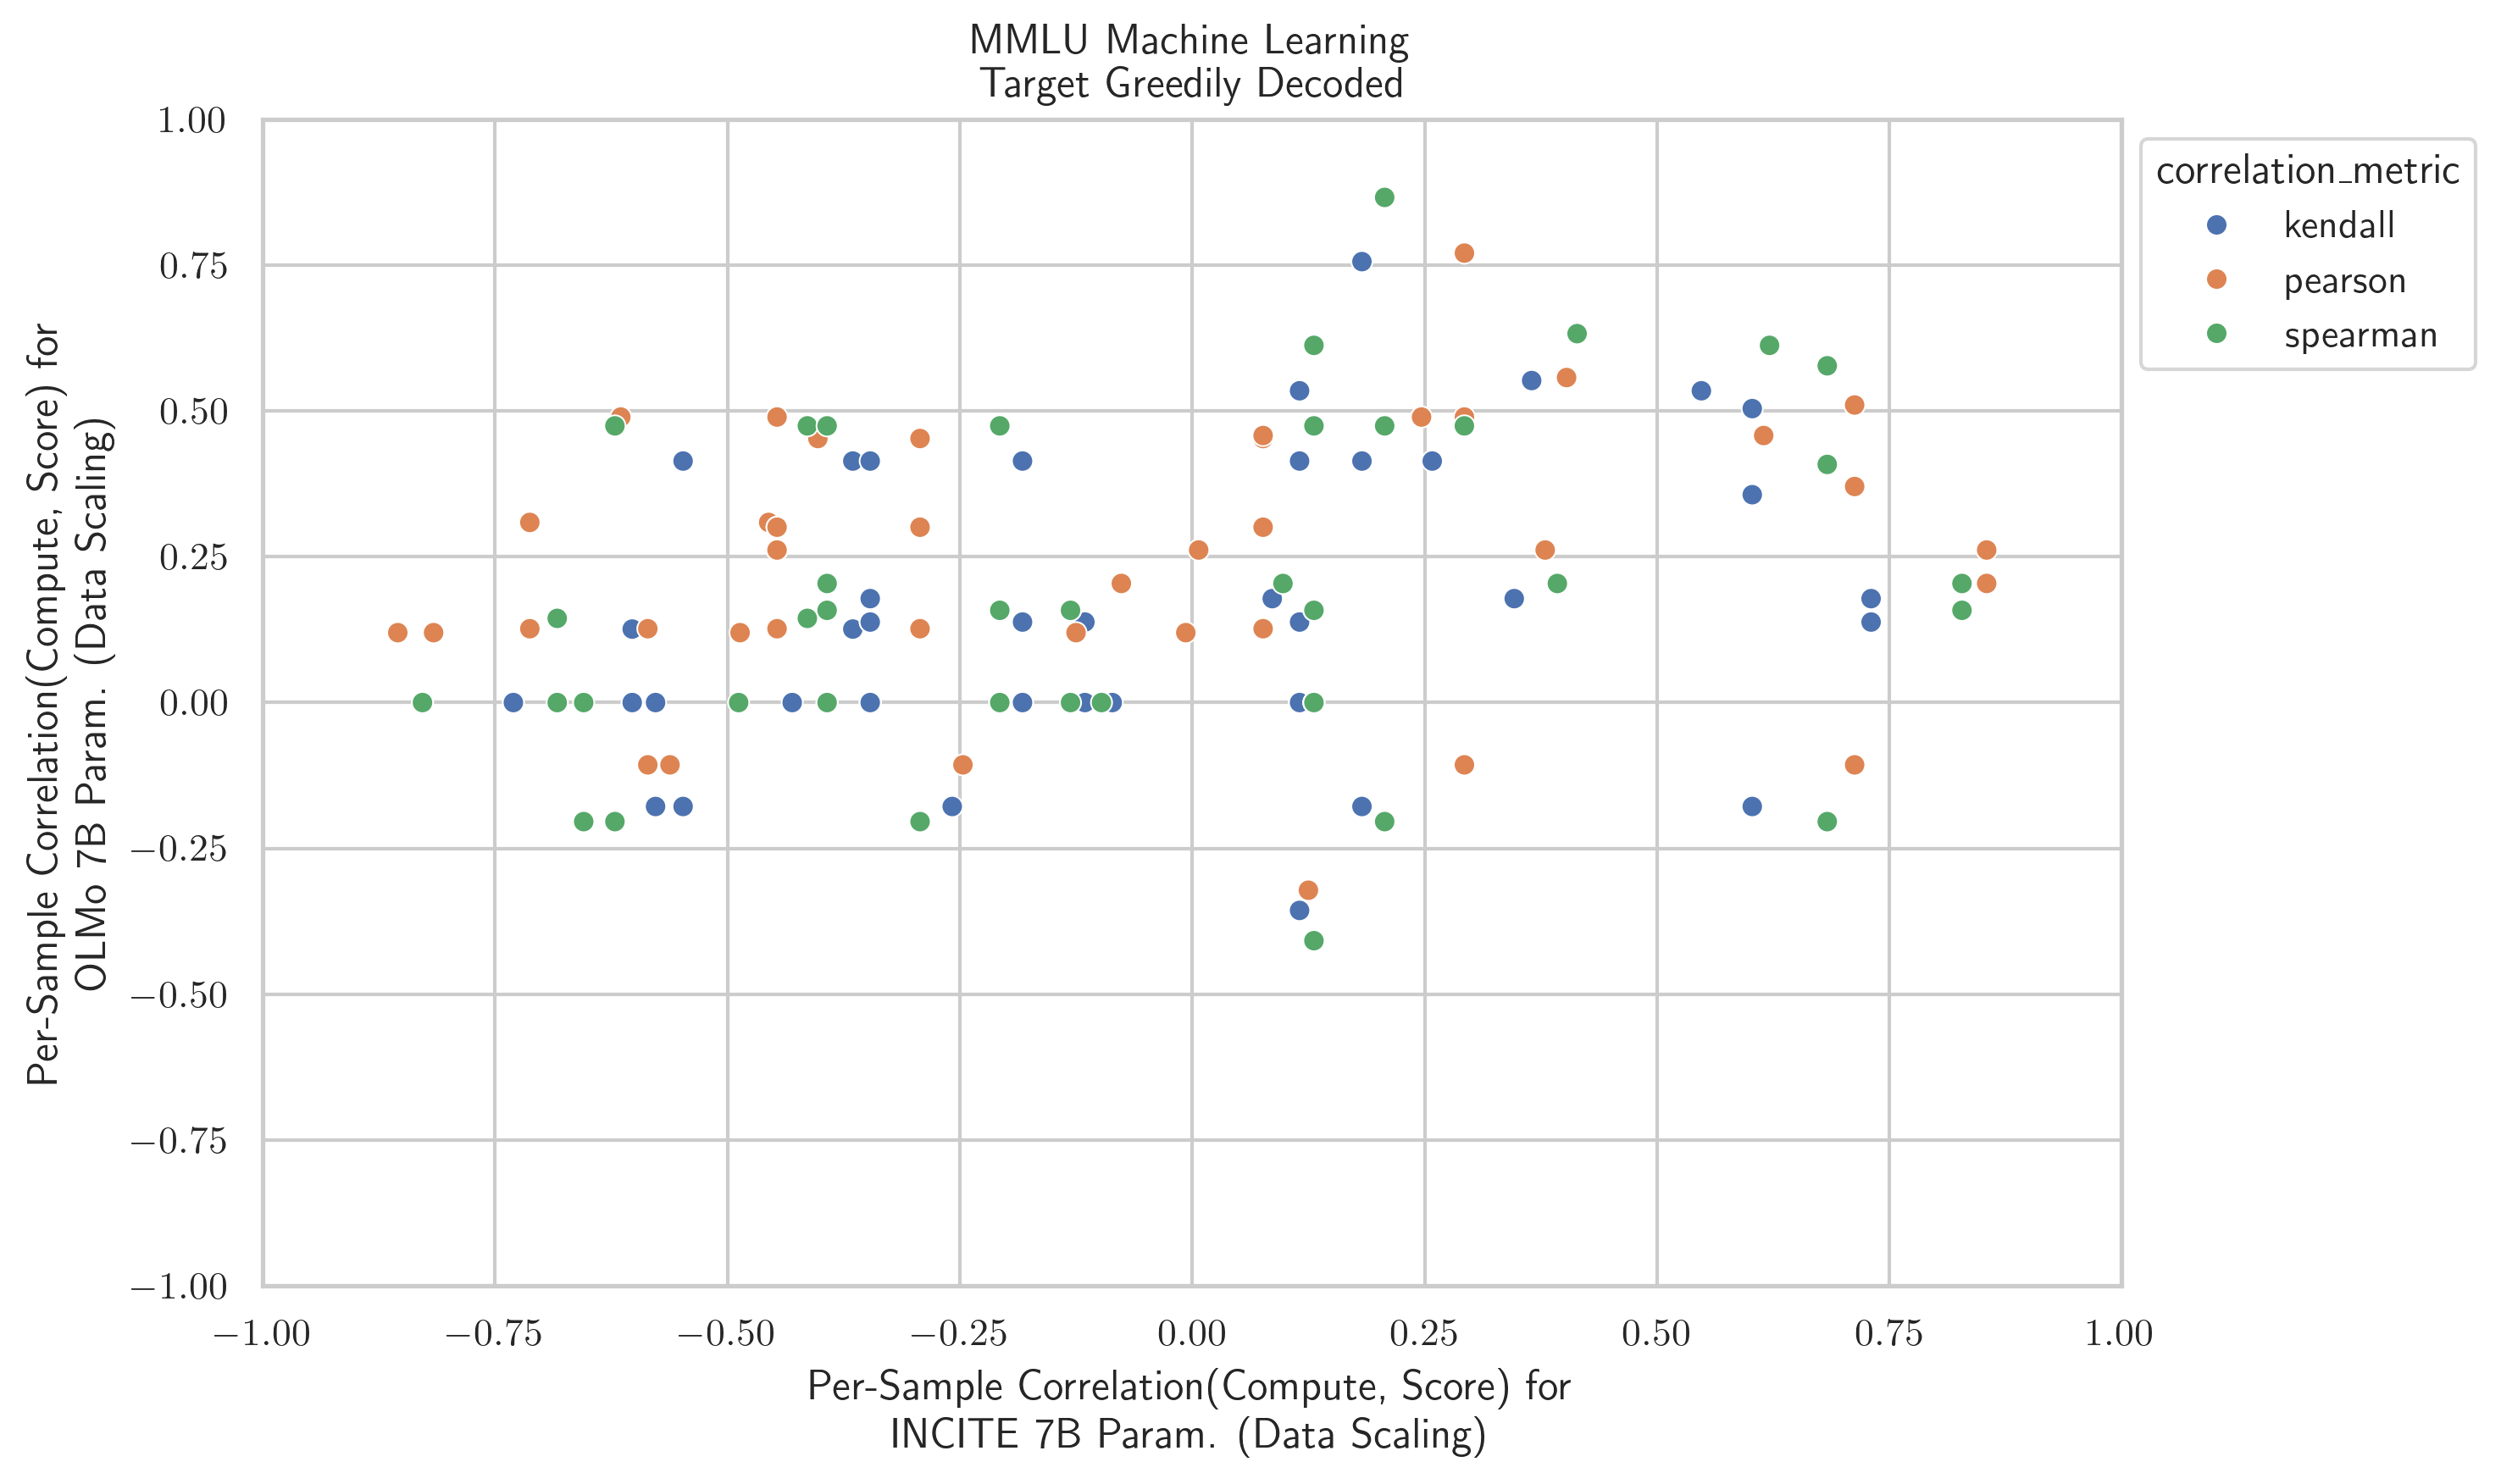 MMLU Machine Learning
Target Greedily Decoded
Per-Sample Correlation(Compute, Score) for
OLMo 7B Param. (Data Scaling)
1.00
0.75
0.50
0.25
0.00
−0.25
−0.50
−0.75
−1.00
−1.00 −0.75 −0.50 −0.25 0.00 0.25 0.50 0.75 1.00
Per-Sample Correlation(Compute, Score) for
INCITE 7B Param. (Data Scaling)
correlation_metric
kendall
pearson
spearman